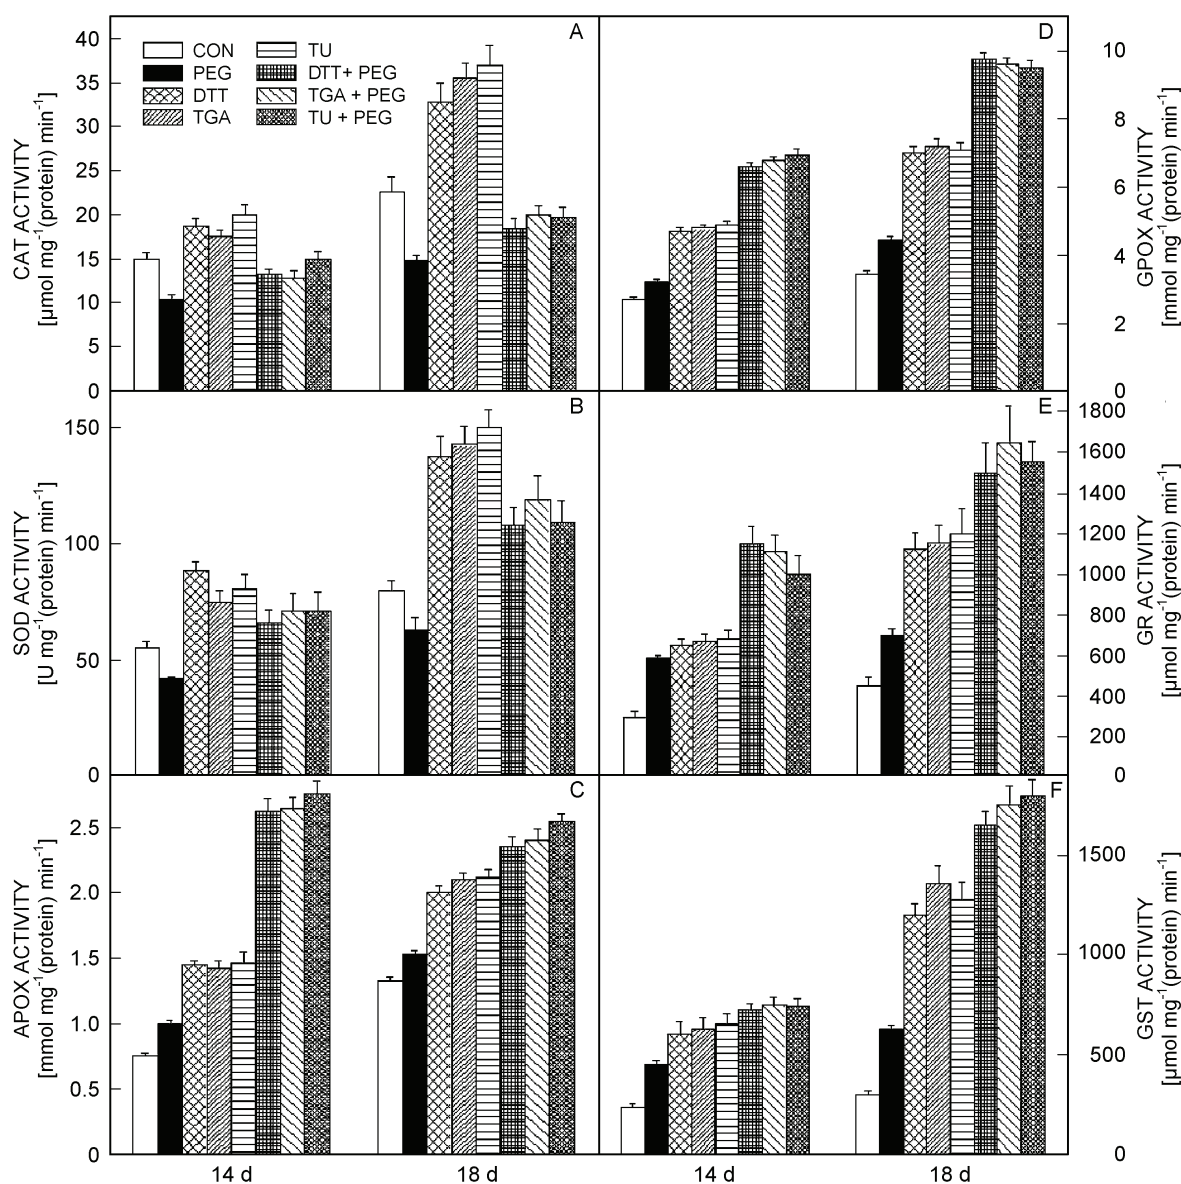 A
40
35
30
25
20
15
10
5
0
CAT ACTIVITY
[µmol mg⁻¹(protein) min⁻¹]
CON
PEG
DTT
TGA
TU
DTT+ PEG
TGA + PEG
TU + PEG
D
10
8
6
4
2
0
GPOX ACTIVITY
[mmol mg⁻¹(protein) min⁻¹]
B
150
100
50
0
SOD ACTIVITY
[U mg⁻¹(protein) min⁻¹]
E
1800
1600
1400
1200
1000
800
600
400
200
0
GR ACTIVITY
[µmol mg⁻¹(protein) min⁻¹]
C
2.5
2.0
1.5
1.0
0.5
0
APOX ACTIVITY
[mmol mg⁻¹(protein) min⁻¹]
F
1500
1000
500
0
GST ACTIVITY
[µmol mg⁻¹(protein) min⁻¹]
14 d
18 d
14 d
18 d